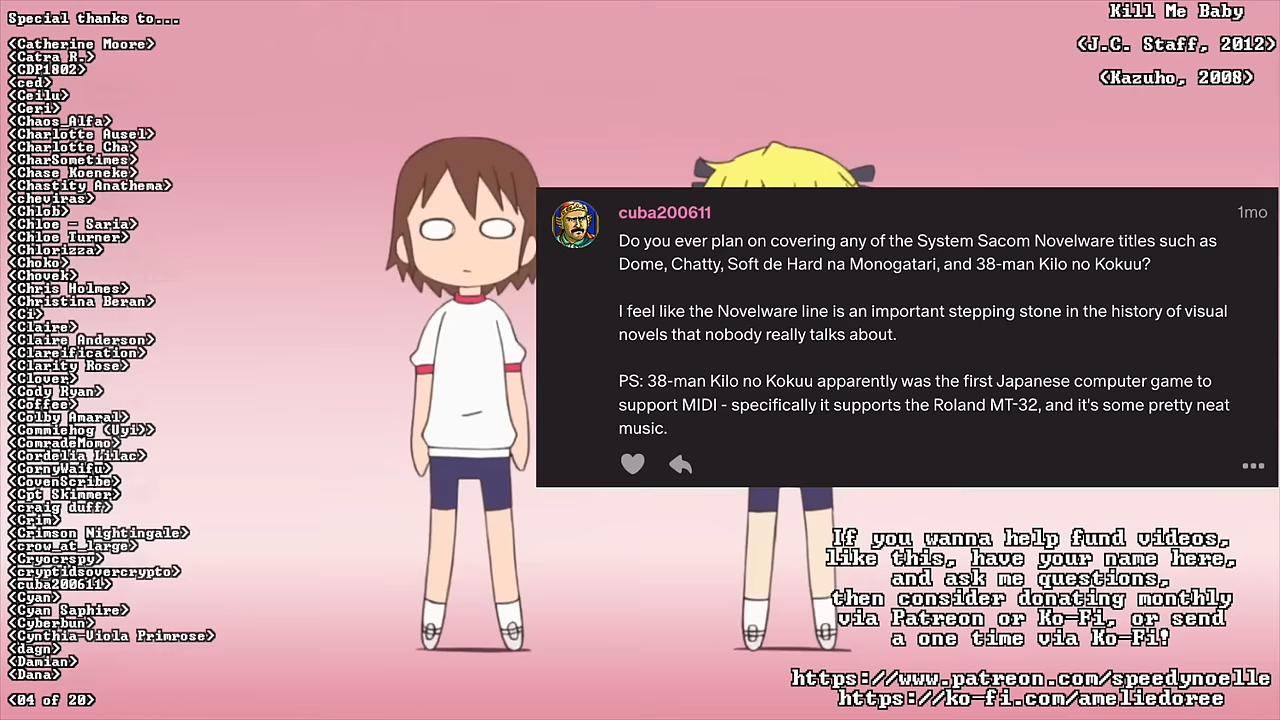 Special thanks to...
<Catherine Moore>
<Catra R.>
<CDP1802>
<ced>
<Ceilu>
<Ceri>
<Chaos_Alfa>
<Charlotte Ausel>
<Charlotte Cha>
<CharSometimes>
<Chase Koeneke>
<Chastity Anathema>
<cheviras>
<Chlob>
<Chloe - Saria>
<Chloe Turner>
<Chlorizza>
<Choko>
<Chovek>
<Chris Holmes>
<Christina Beran>
<Ci>
<Claire>
<Claire Anderson>
<Clareification>
<Clarity Rose>
<Clover>
<Cody Ryan>
<Coffee>
<Colby Amaral>
<Commiehog (Uyi)>
<ComradeMomo>
<Cordelia Lilac>
<CornyWaifu>
<CovenScribe>
<Cpt Skimmer>
<craig duff>
<Crim>
<Crimson Nightingale>
<crow_at_large>
<Cryocrspy>
<cryptidsovercrypto>
<cuba200611>
<Cyan>
<Cyan Saphire>
<Cyberbun>
<Cynthia-Viola Primrose>
<dagn>
<Damian>
<Dana>
<04 of 20>
Kill Me Baby
<J.C. Staff, 2012>
<Kazuho, 2008>
cuba200611
1mo
Do you ever plan on covering any of the System Sacom Novelware titles such as
Dome, Chatty, Soft de Hard na Monogatari, and 38-man Kilo no Kokuu?
I feel like the Novelware line is an important stepping stone in the history of visual
novels that nobody really talks about.
PS: 38-man Kilo no Kokuu apparently was the first Japanese computer game to
support MIDI - specifically it supports the Roland MT-32, and it's some pretty neat
music.
If you wanna help fund videos,
like this, have your name here,
and ask me questions,
then consider donating monthly
via Patreon or Ko-Fi, or send
a one time via Ko-Fi!
https://www.patreon.com/speedynoelle
https://ko-fi.com/ameliedoree